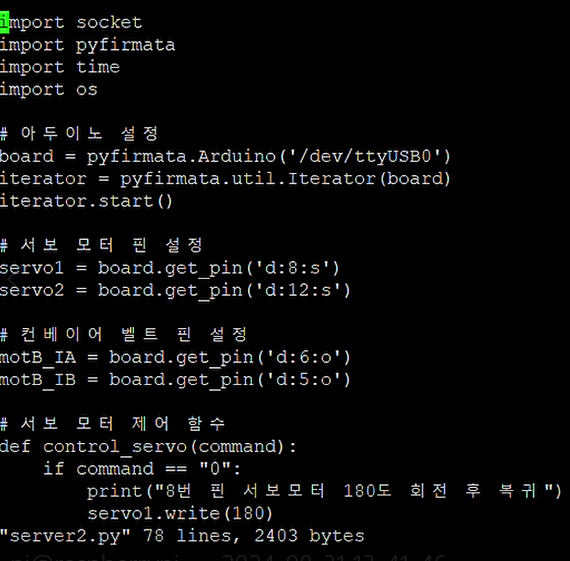 import socket
import pyfirmata
import time
import os

# 아두이노 설정
board = pyfirmata.Arduino('/dev/ttyUSB0')
iterator = pyfirmata.util.Iterator(board)
iterator.start()

# 서보 모터 핀 설정
servo1 = board.get_pin('d:8:s')
servo2 = board.get_pin('d:12:s')

# 컨베이어 벨트 핀 설정
motB_IA = board.get_pin('d:6:o')
motB_IB = board.get_pin('d:5:o')

# 서보 모터 제어 함수
def control_servo(command):
    if command == "0":
        print("8번 핀 서보모터 180도 회전 후 복귀")
        servo1.write(180)
"server2.py" 78 lines, 2403 bytes